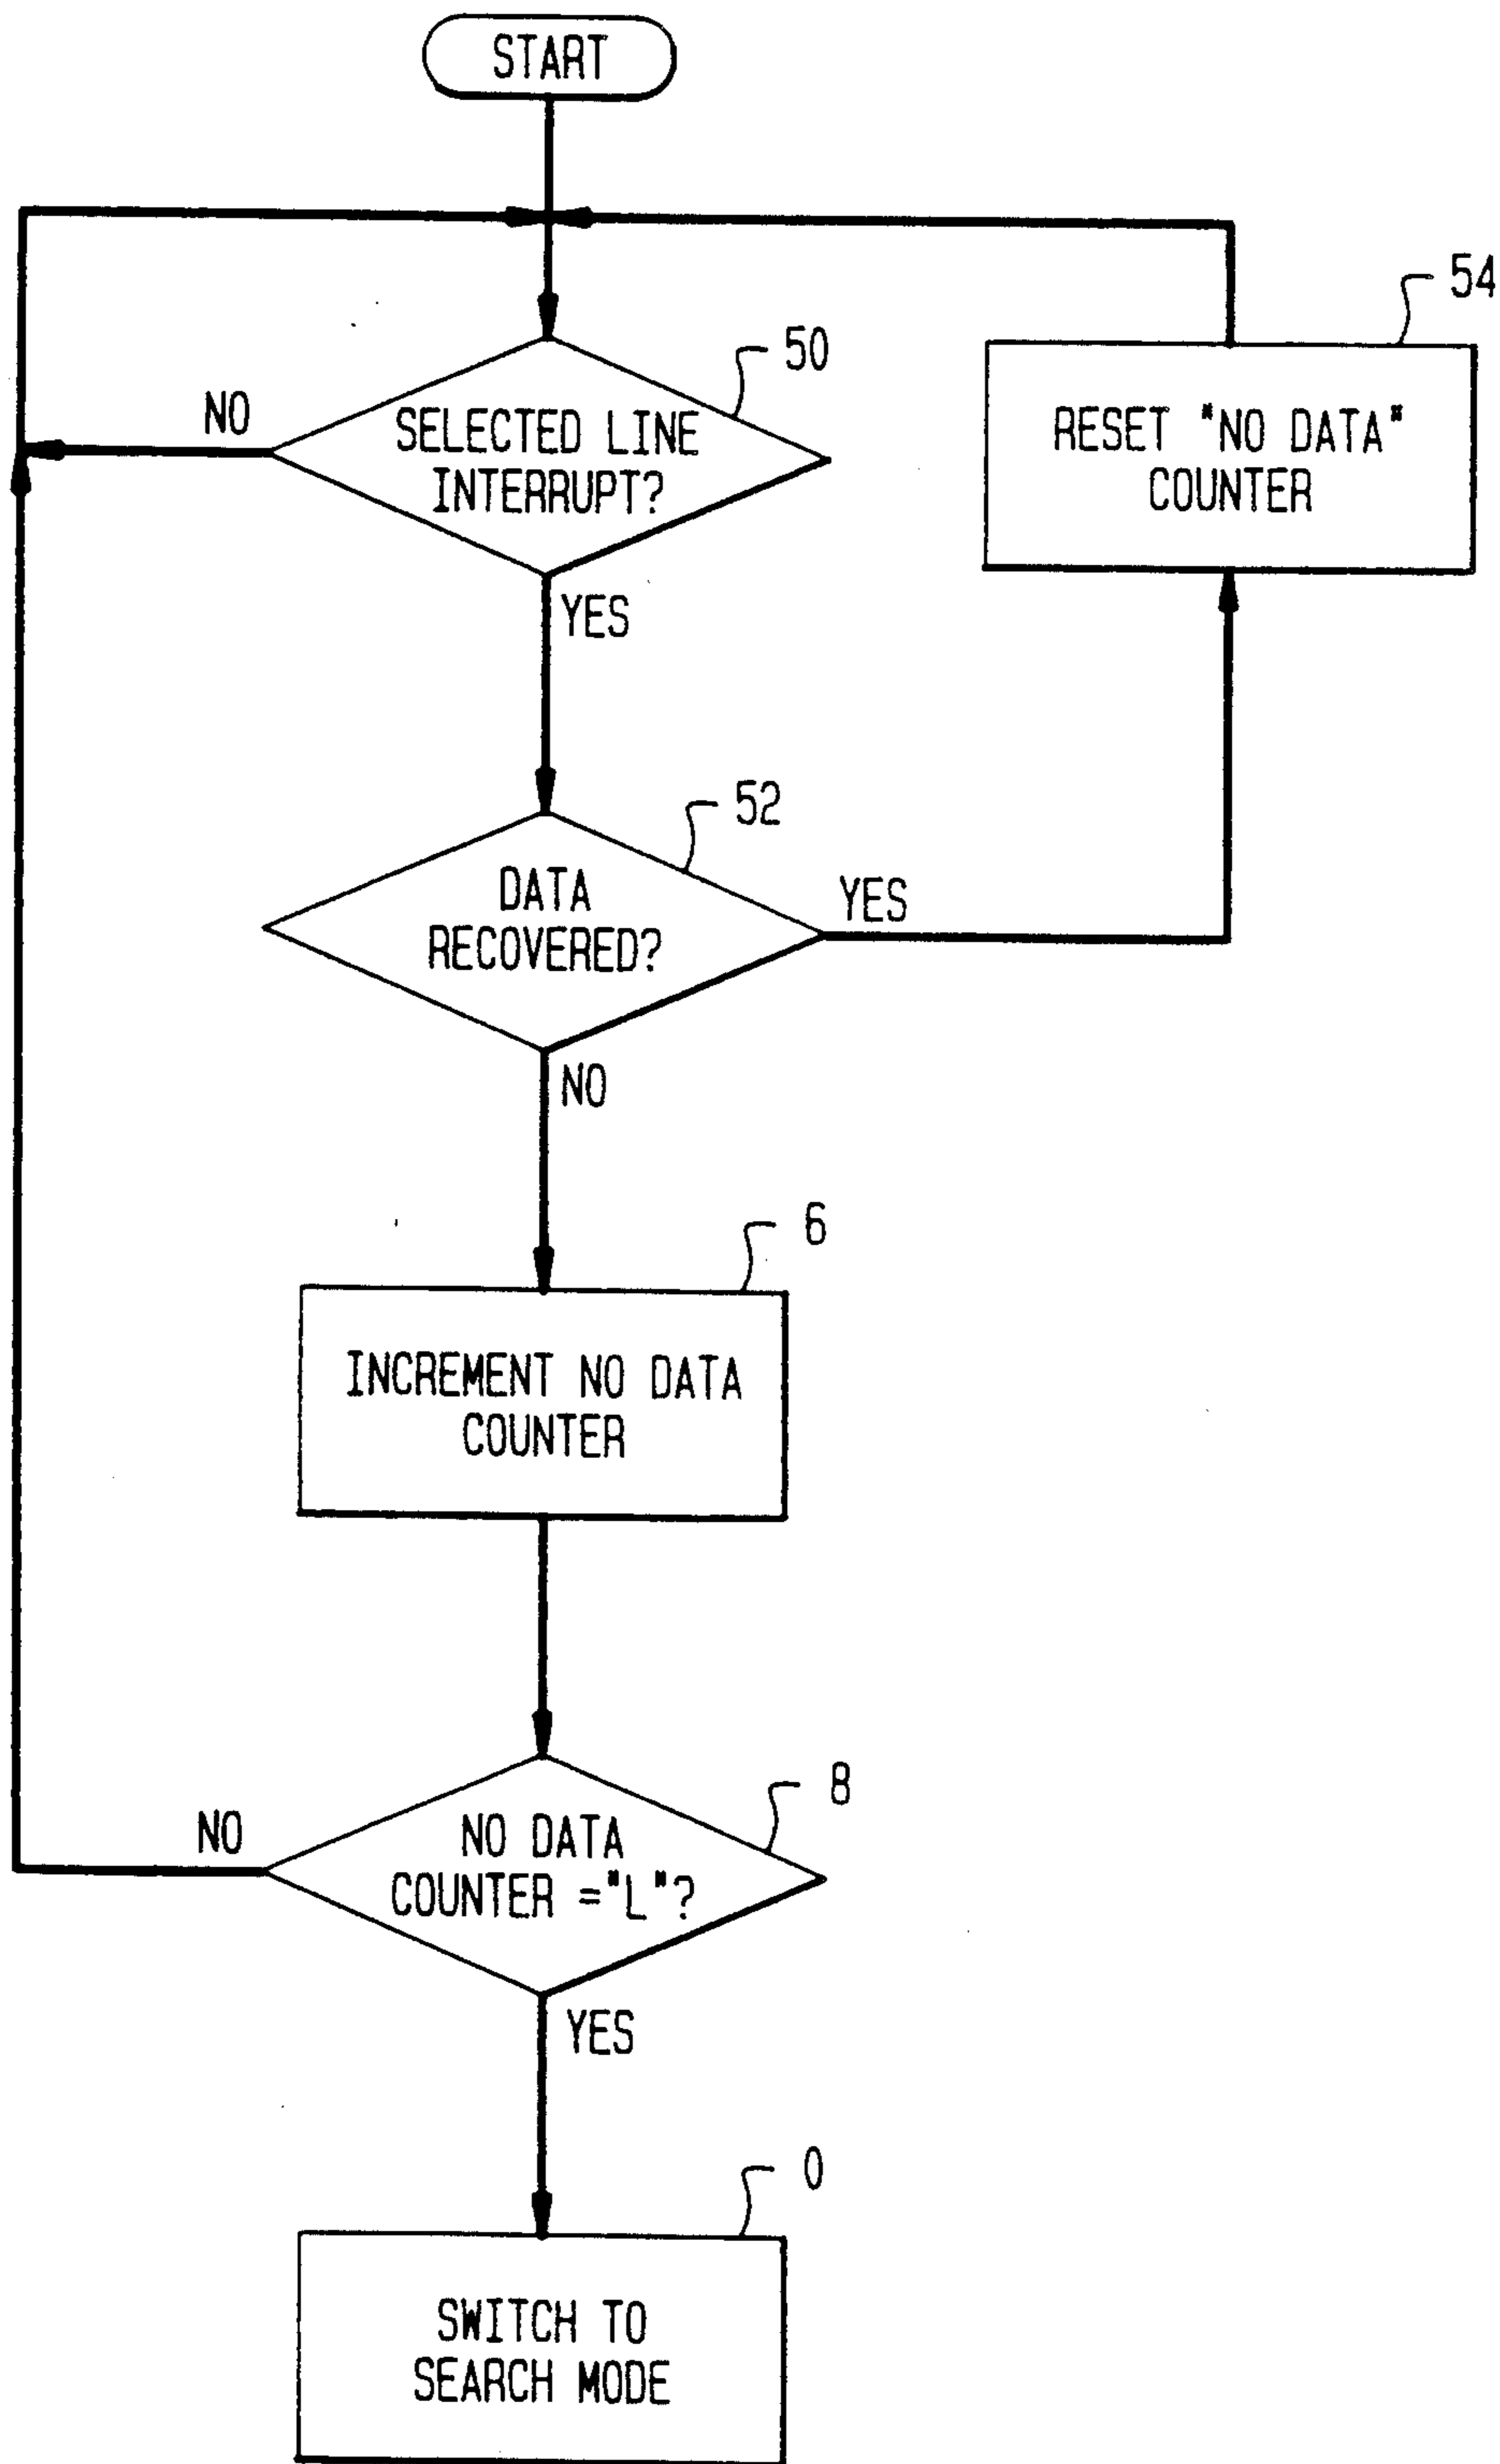 START
54
50
NO
SELECTED LINE
INTERRUPT?
RESET "NO DATA"
COUNTER
YES
52
DATA
RECOVERED?
YES
NO
6
INCREMENT NO DATA
COUNTER
8
NO
NO DATA
COUNTER ="L"?
YES
0
SWITCH TO
SEARCH MODE